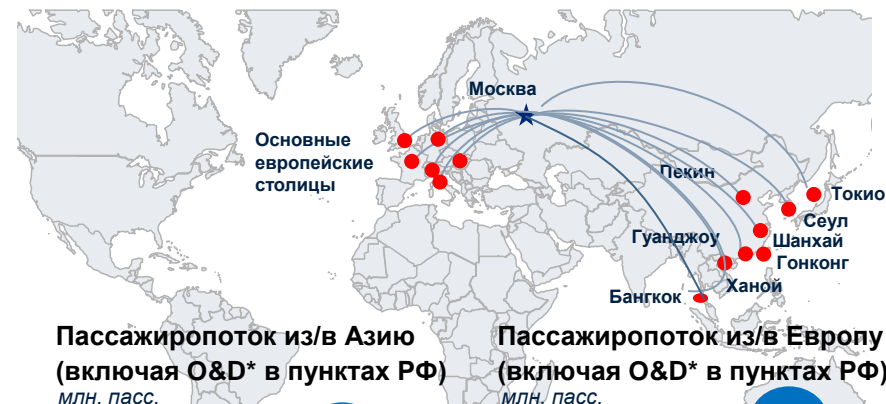 Москва
Основные
европейские
столицы
Пекин
Токио
Сеул
Гуанджоу
Шанхай
Гонконг
Ханой
Бангкок
Пассажиропоток из/в Азию
(включая O&D* в пунктах РФ)
млн. пасс.
Пассажиропоток из/в Европу
(включая O&D* в пунктах РФ)
млн. пасс.